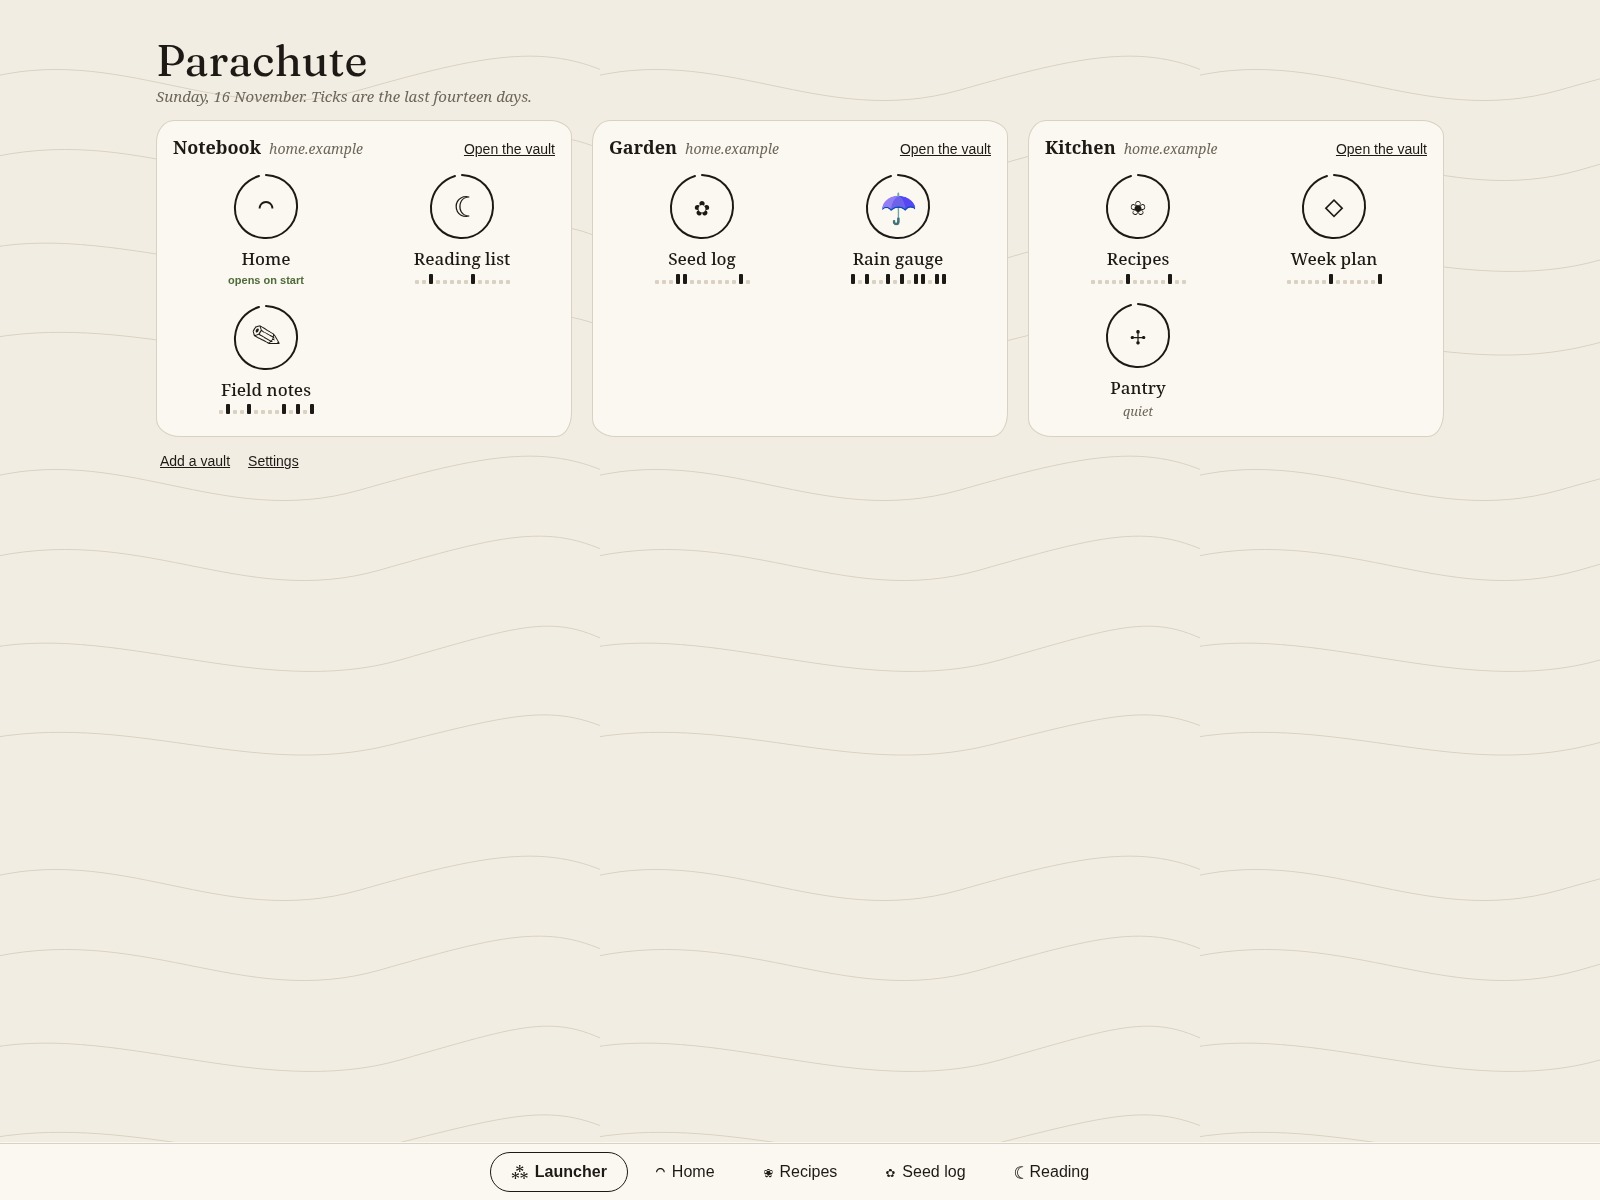 Parachute
Sunday, 16 November. Ticks are the last fourteen days.
Notebook home.example Open the vault
Home
opens on start
Reading list
Field notes
Garden home.example Open the vault
Seed log
Rain gauge
Kitchen home.example Open the vault
Recipes
Week plan
Pantry
quiet
Add a vault Settings
Launcher Home Recipes Seed log Reading